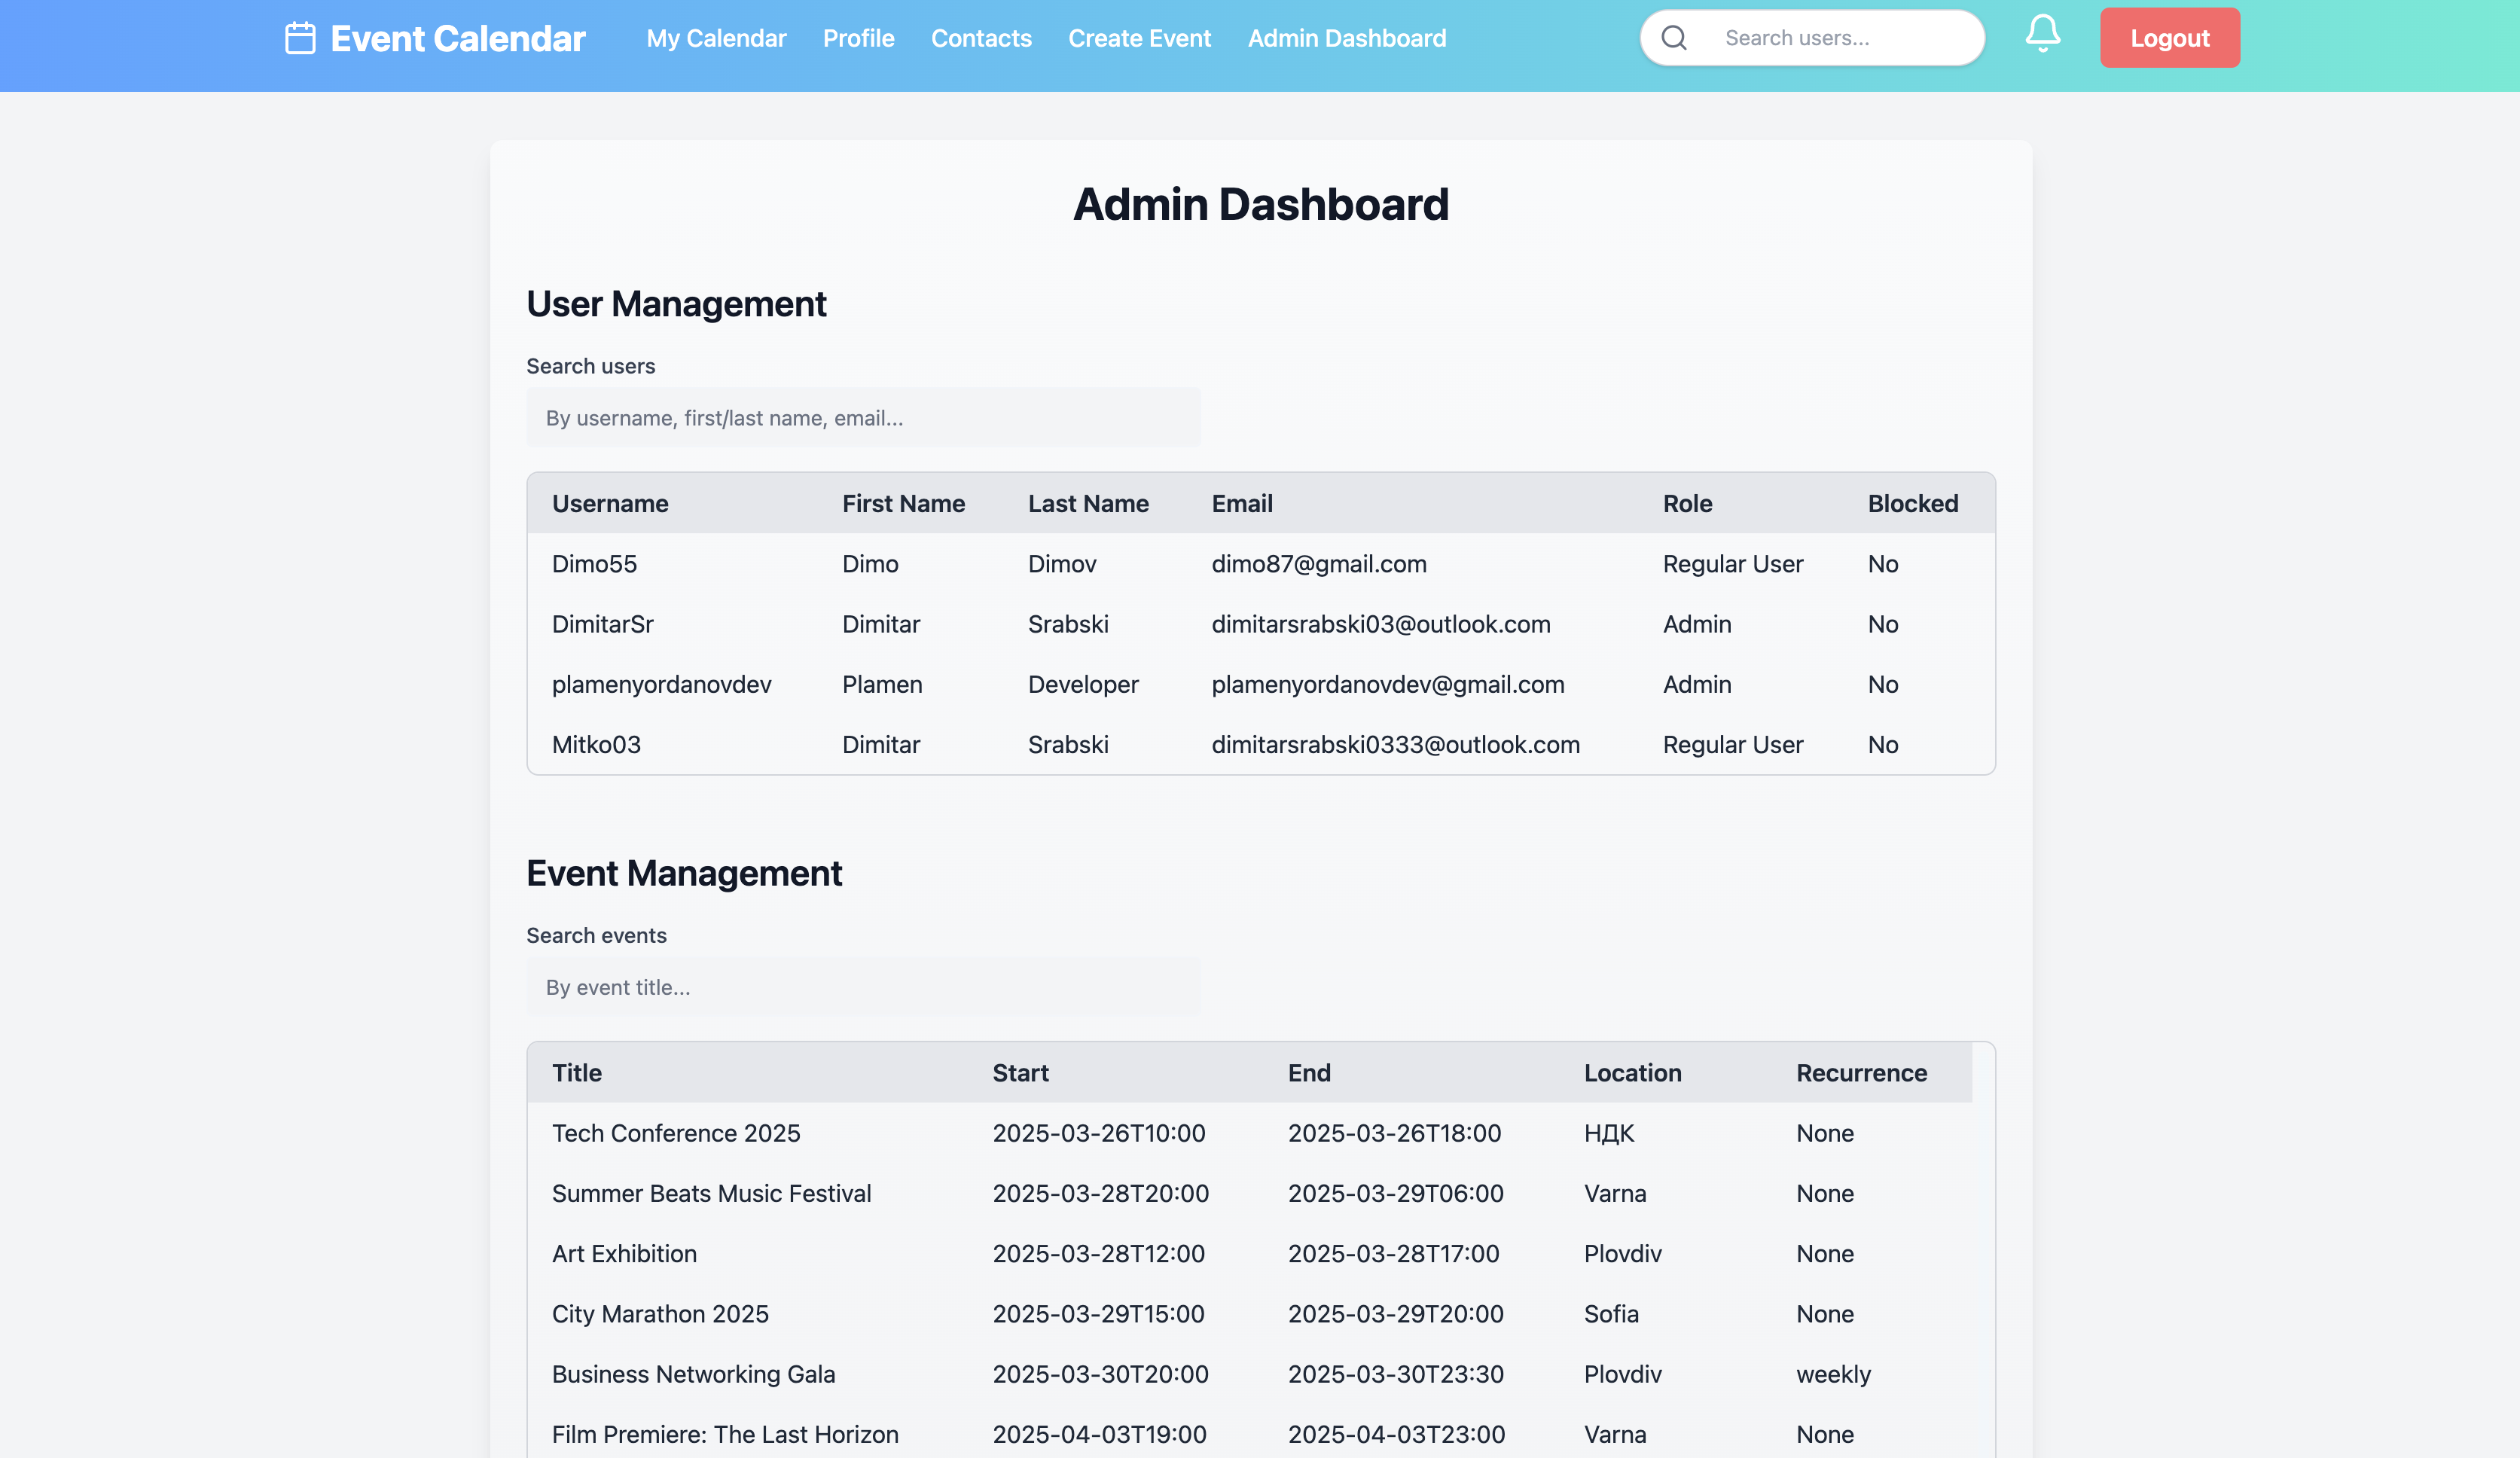 Event Calendar My Calendar Profile Contacts Create Event Admin Dashboard Search users... Logout
Admin Dashboard
User Management
Search users
By username, first/last name, email...
Username First Name Last Name Email Role Blocked
Dimo55 Dimo Dimov dimo87@gmail.com Regular User No
DimitarSr Dimitar Srabski dimitarsrabski03@outlook.com Admin No
plamenyordanovdev Plamen Developer plamenyordanovdev@gmail.com Admin No
Mitko03 Dimitar Srabski dimitarsrabski0333@outlook.com Regular User No
Event Management
Search events
By event title...
Title Start End Location Recurrence
Tech Conference 2025 2025-03-26T10:00 2025-03-26T18:00 НДК None
Summer Beats Music Festival 2025-03-28T20:00 2025-03-29T06:00 Varna None
Art Exhibition 2025-03-28T12:00 2025-03-28T17:00 Plovdiv None
City Marathon 2025 2025-03-29T15:00 2025-03-29T20:00 Sofia None
Business Networking Gala 2025-03-30T20:00 2025-03-30T23:30 Plovdiv weekly
Film Premiere: The Last Horizon 2025-04-03T19:00 2025-04-03T23:00 Varna None